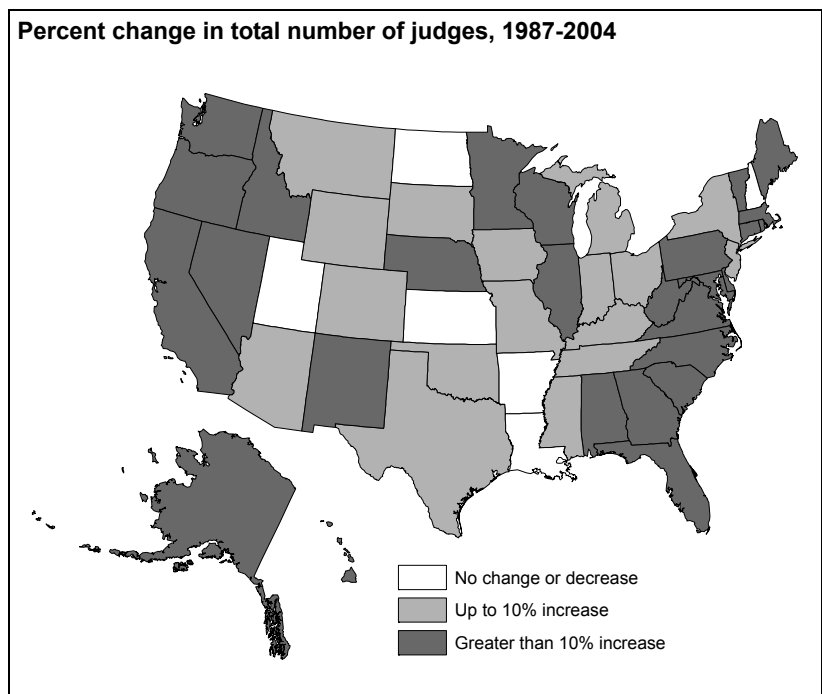 Percent change in total number of judges, 1987-2004
No change or decrease
Up to 10% increase
Greater than 10% increase